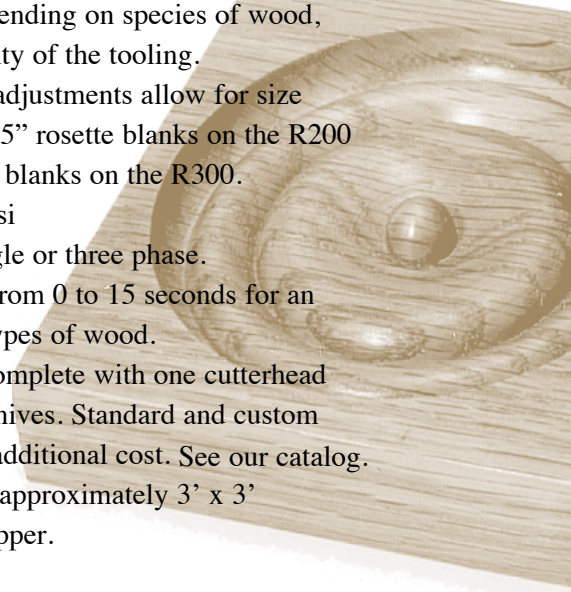 ending on species of wood,
ty of the tooling.
adjustments allow for size
5” rosette blanks on the R200
blanks on the R300.
si
gle or three phase.
rom 0 to 15 seconds for an
ypes of wood.
omplete with one cutterhead
nives. Standard and custom
additional cost. See our catalog.
approximately 3’ x 3’
pper.